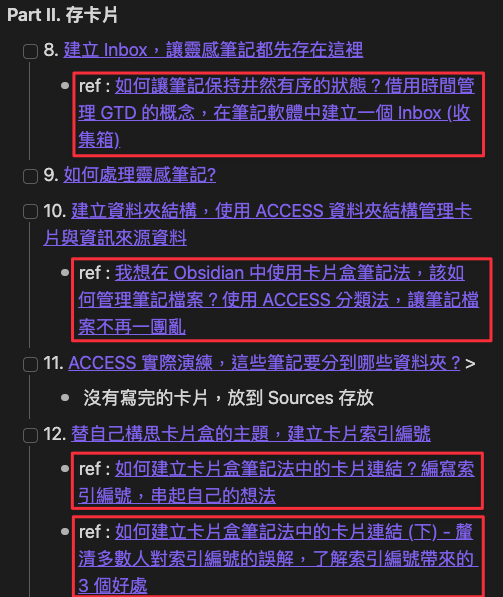 Part II. 存卡片
8. 建立 Inbox，讓靈感筆記都先存在這裡
ref : 如何讓筆記保持井然有序的狀態？借用時間管
理 GTD 的概念，在筆記軟體中建立一個 Inbox (收
集箱)
9. 如何處理靈感筆記?
10. 建立資料夾結構，使用 ACCESS 資料夾結構管理卡
片與資訊來源資料
ref : 我想在 Obsidian 中使用卡片盒筆記法，該如
何管理筆記檔案？使用 ACCESS 分類法，讓筆記檔
案不再一團亂
11. ACCESS 實際演練，這些筆記要分到哪些資料夾？>
沒有寫完的卡片，放到 Sources 存放
12. 替自己構思卡片盒的主題，建立卡片索引編號
ref : 如何建立卡片盒筆記法中的卡片連結？編寫索
引編號，串起自己的想法
ref : 如何建立卡片盒筆記法中的卡片連結 (下) - 釐
清多數人對索引編號的誤解，了解索引編號帶來的
3 個好處